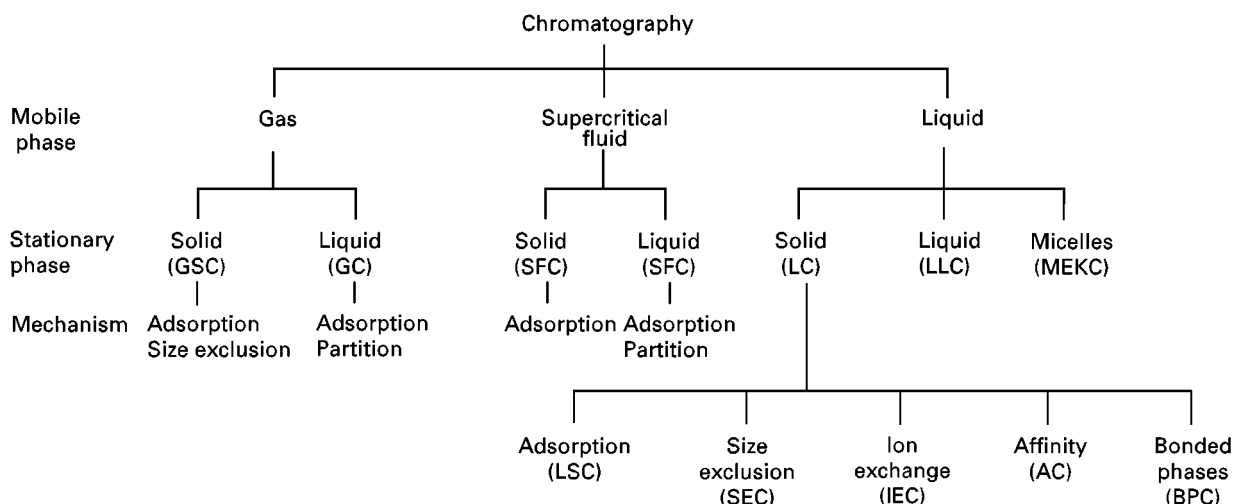 Chromatography
Mobile
phase
Gas
Supercritical
fluid
Liquid
Stationary
phase
Solid
(GSC)
Liquid
(GC)
Solid
(SFC)
Liquid
(SFC)
Solid
(LC)
Liquid
(LLC)
Micelles
(MEKC)
Mechanism
Adsorption
Size exclusion
Adsorption
Partition
Adsorption
Adsorption
Partition
Adsorption
(LSC)
Size
exclusion
(SEC)
Ion
exchange
(IEC)
Affinity
(AC)
Bonded
phases
(BPC)